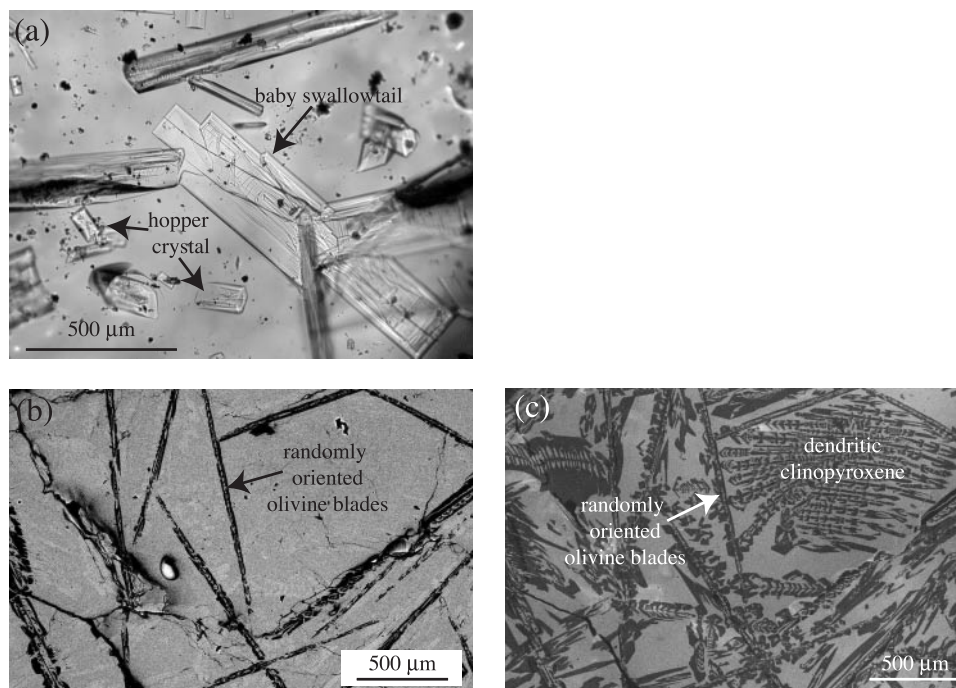 (a)
baby swallowtail
hopper
crystal
500 μm
(b)
randomly
oriented
olivine blades
500 μm
(c)
dendritic
clinopyroxene
randomly
oriented
olivine blades
500 μm